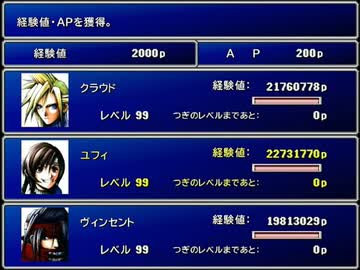 経験値・APを獲得。
経験値 2000p AP 200p
クラウド 経験値: 21760778p
レベル 99 つぎのレベルまであと: 0p
ユフィ 経験値: 22731770p
レベル 99 つぎのレベルまであと: 0p
ヴィンセント 経験値: 19813029p
レベル 99 つぎのレベルまであと: 0p